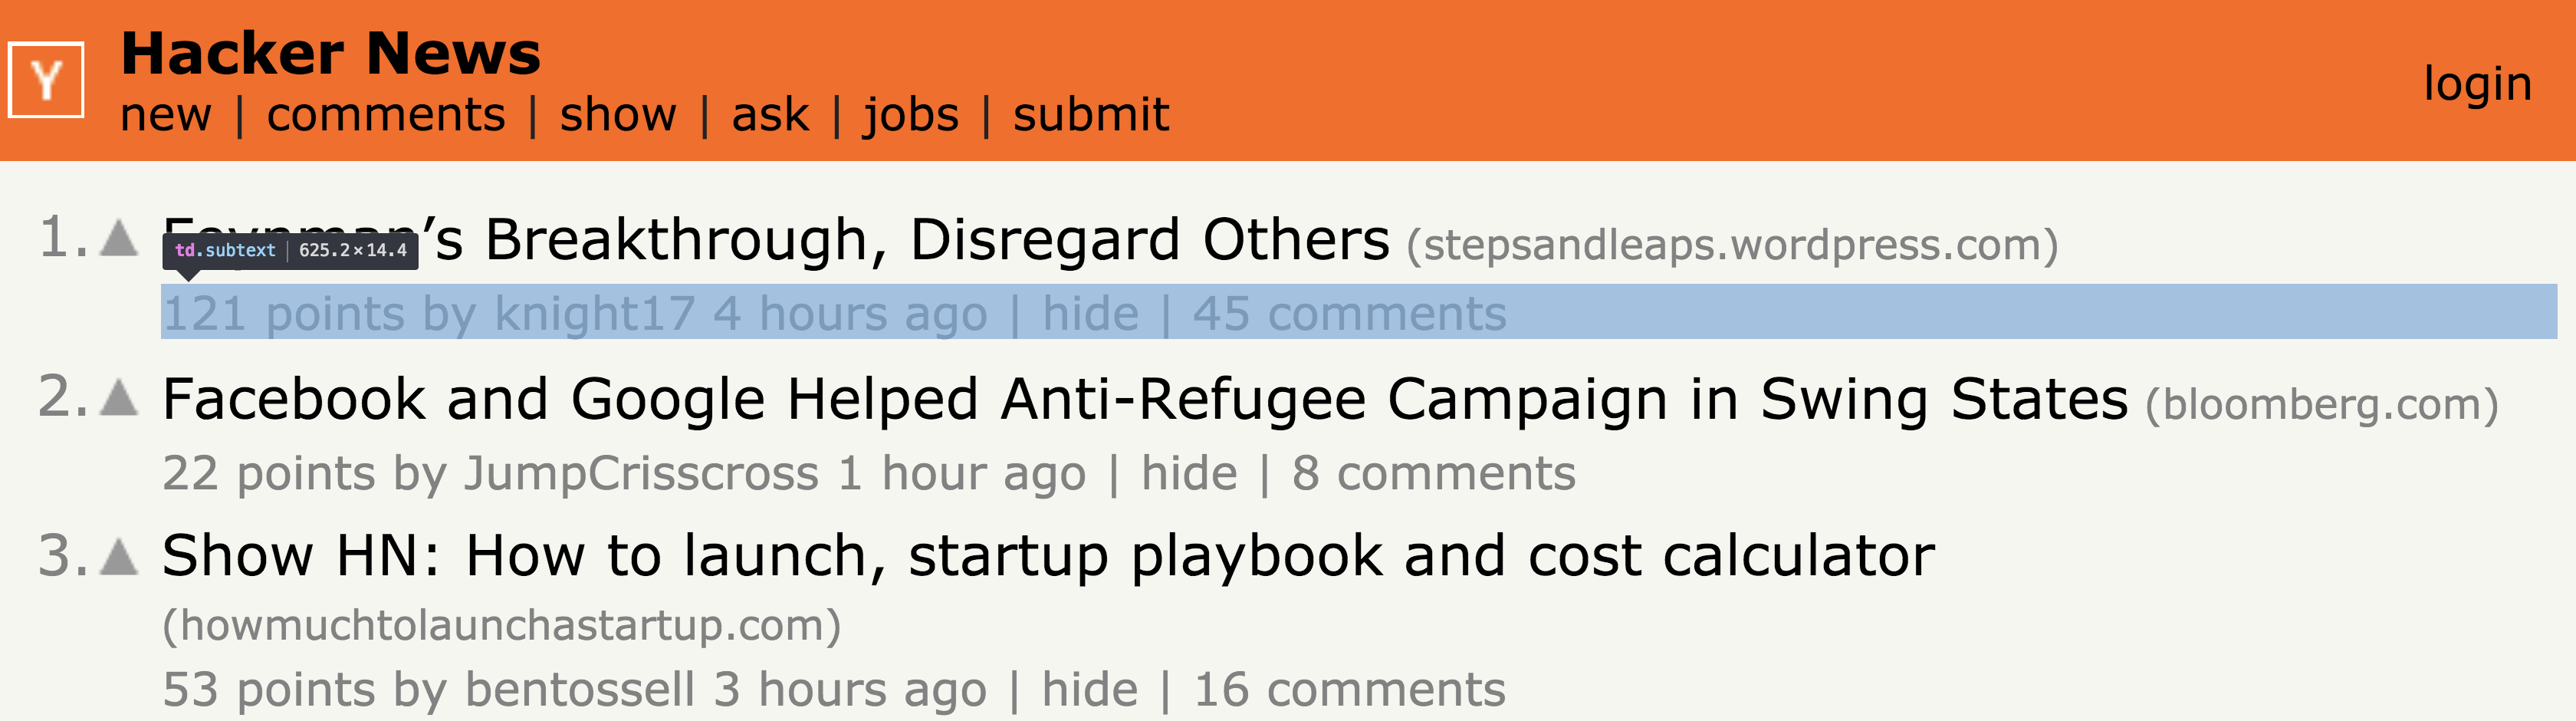 Y
Hacker News
new | comments | show | ask | jobs | submit
login
1. ’s Breakthrough, Disregard Others (stepsandleaps.wordpress.com)
td.subtext | 625.2×14.4
121 points by knight17 4 hours ago | hide | 45 comments
2. Facebook and Google Helped Anti-Refugee Campaign in Swing States (bloomberg.com)
22 points by JumpCrisscross 1 hour ago | hide | 8 comments
3. Show HN: How to launch, startup playbook and cost calculator
(howmuchtolaunchastartup.com)
53 points by bentossell 3 hours ago | hide | 16 comments